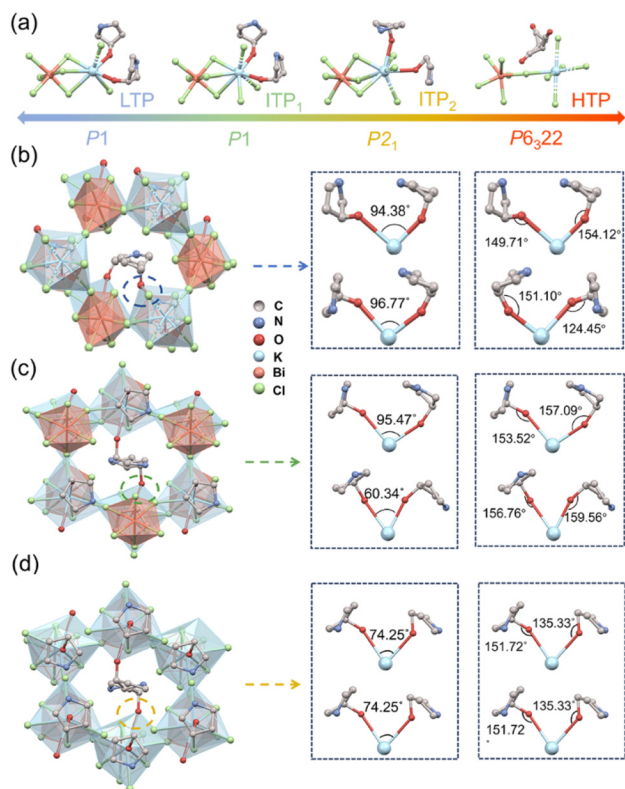 (a)
LTP
ITP₁
ITP₂
HTP
P1
P1
P2₁
P6₃22
(b)
94.38°
149.71°
154.12°
96.77°
151.10°
124.45°
C
N
O
K
Bi
Cl
(c)
95.47°
153.52°
157.09°
60.34°
156.76°
159.56°
(d)
74.25°
151.72°
135.33°
74.25°
151.72
°
135.33°